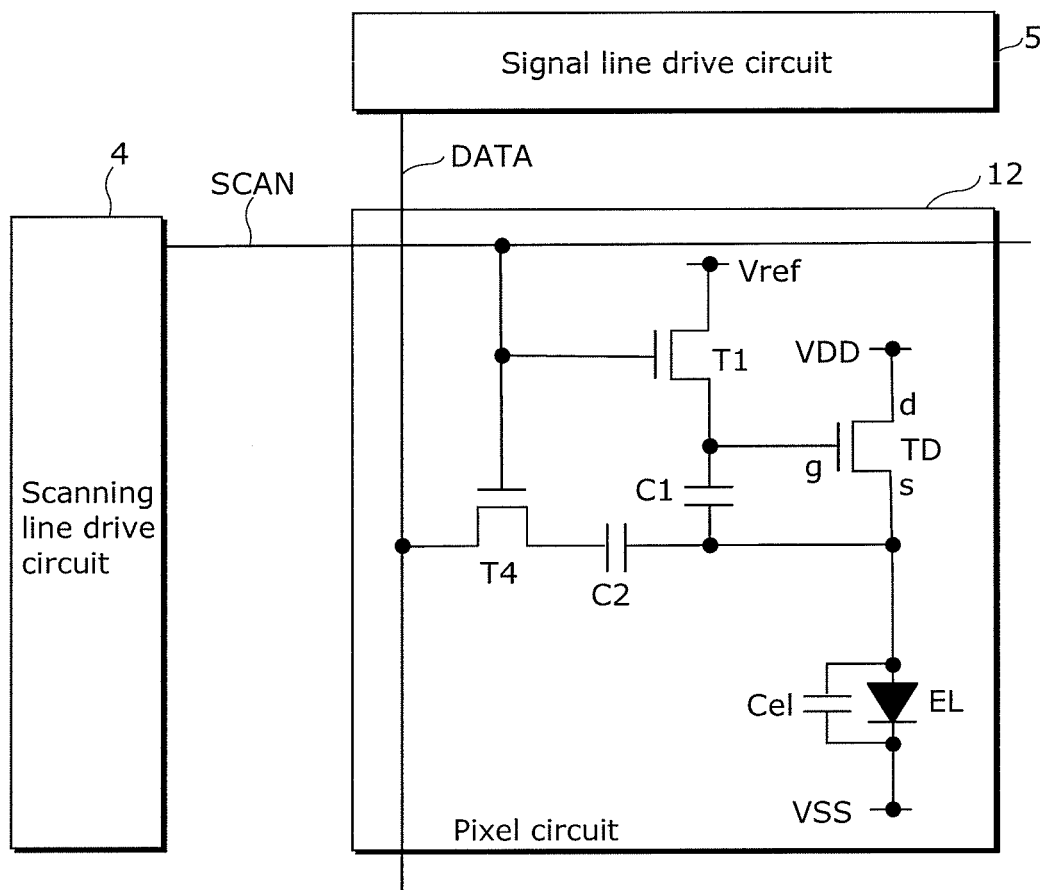 Signal line drive circuit
5
DATA
4
SCAN
12
Vref
T1
VDD
d
TD
g
s
C1
Scanning
line drive
circuit
T4
C2
Cel
EL
VSS
Pixel circuit